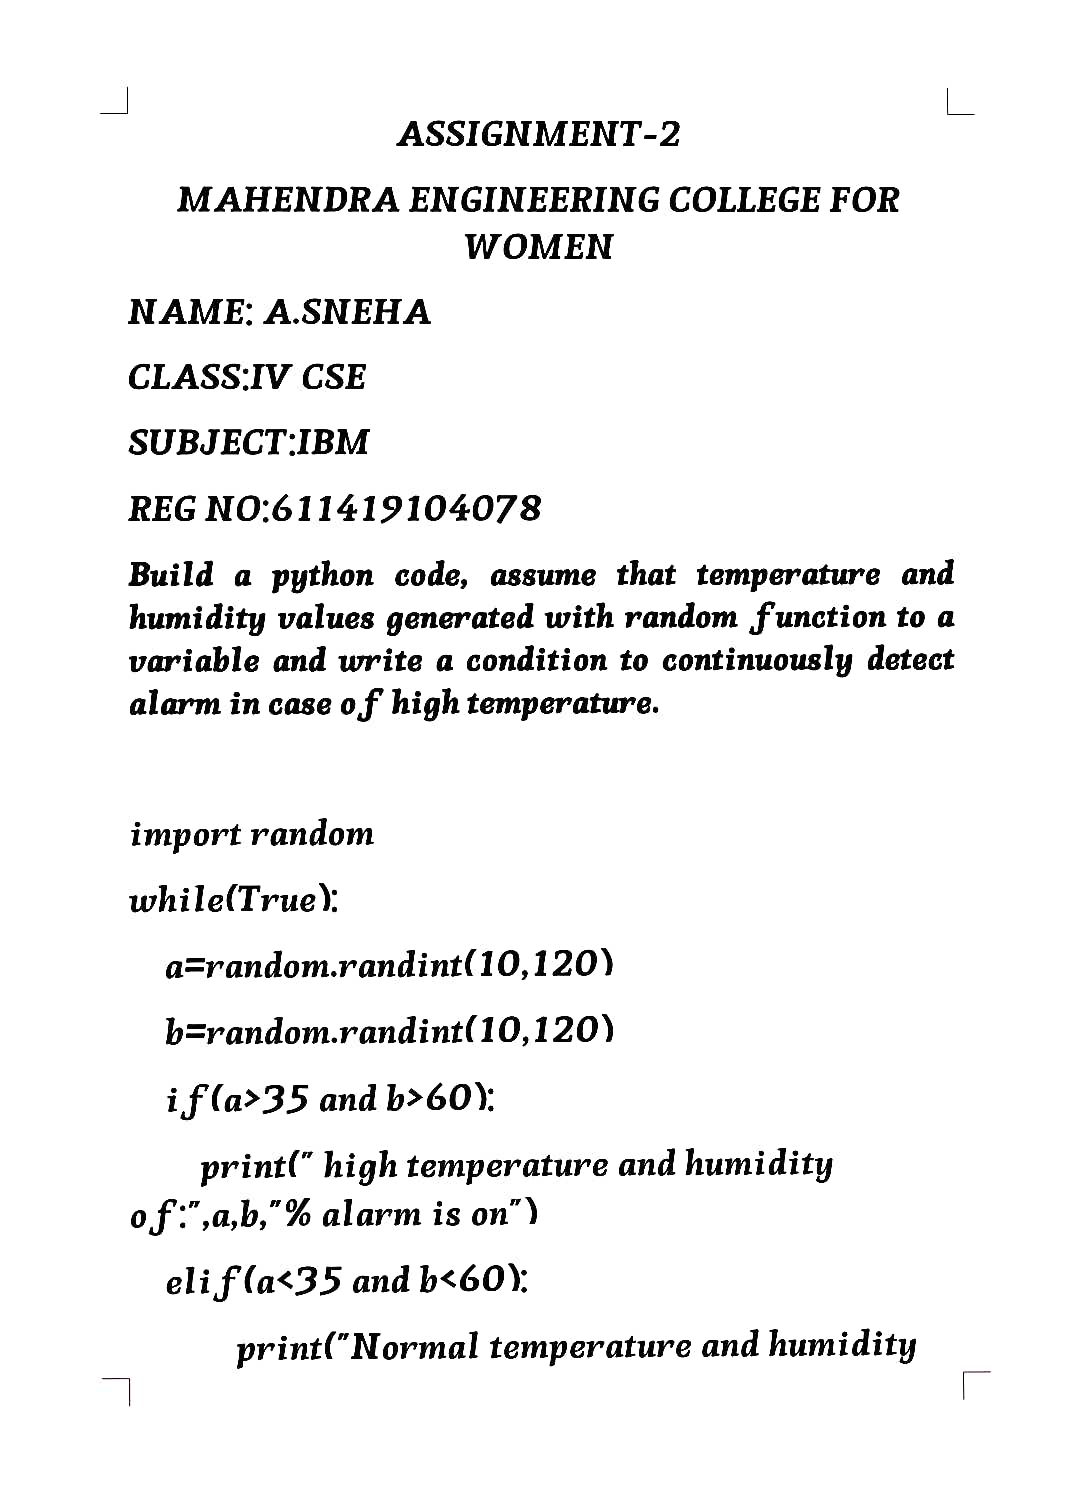 ASSIGNMENT-2
MAHENDRA ENGINEERING COLLEGE FOR
WOMEN
NAME: A.SNEHA
CLASS:IV CSE
SUBJECT:IBM
REG NO:611419104078
Build a python code, assume that temperature and
humidity values generated with random function to a
variable and write a condition to continuously detect
alarm in case of high temperature.
import random
while(True):
a=random.randint(10,120)
b=random.randint(10,120)
if(a>35 and b>60):
print(" high temperature and humidity
of:",a,b,"% alarm is on")
elif(a<35 and b<60):
print("Normal temperature and humidity